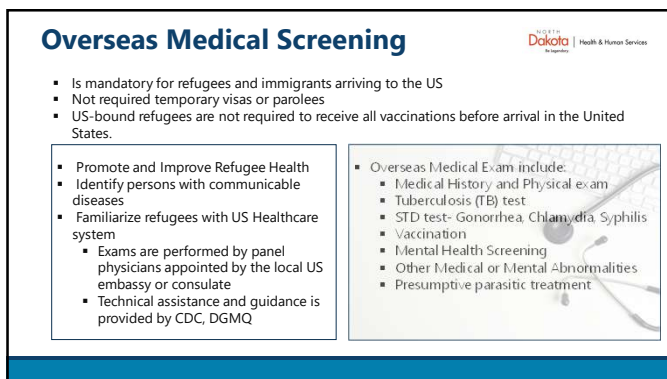 Overseas Medical Screening
NORTH
Dakota | Health & Human Services
Be Legendary.
▪ Is mandatory for refugees and immigrants arriving to the US
▪ Not required temporary visas or parolees
▪ US-bound refugees are not required to receive all vaccinations before arrival in the United
States.
▪ Promote and Improve Refugee Health
▪ Identify persons with communicable
diseases
▪ Familiarize refugees with US Healthcare
system
▪ Exams are performed by panel
physicians appointed by the local US
embassy or consulate
▪ Technical assistance and guidance is
provided by CDC, DGMQ
▪ Overseas Medical Exam include:
▪ Medical History and Physical exam
▪ Tuberculosis (TB) test
▪ STD test- Gonorrhea, Chlamydia, Syphilis
▪ Vaccination
▪ Mental Health Screening
▪ Other Medical or Mental Abnormalities
▪ Presumptive parasitic treatment